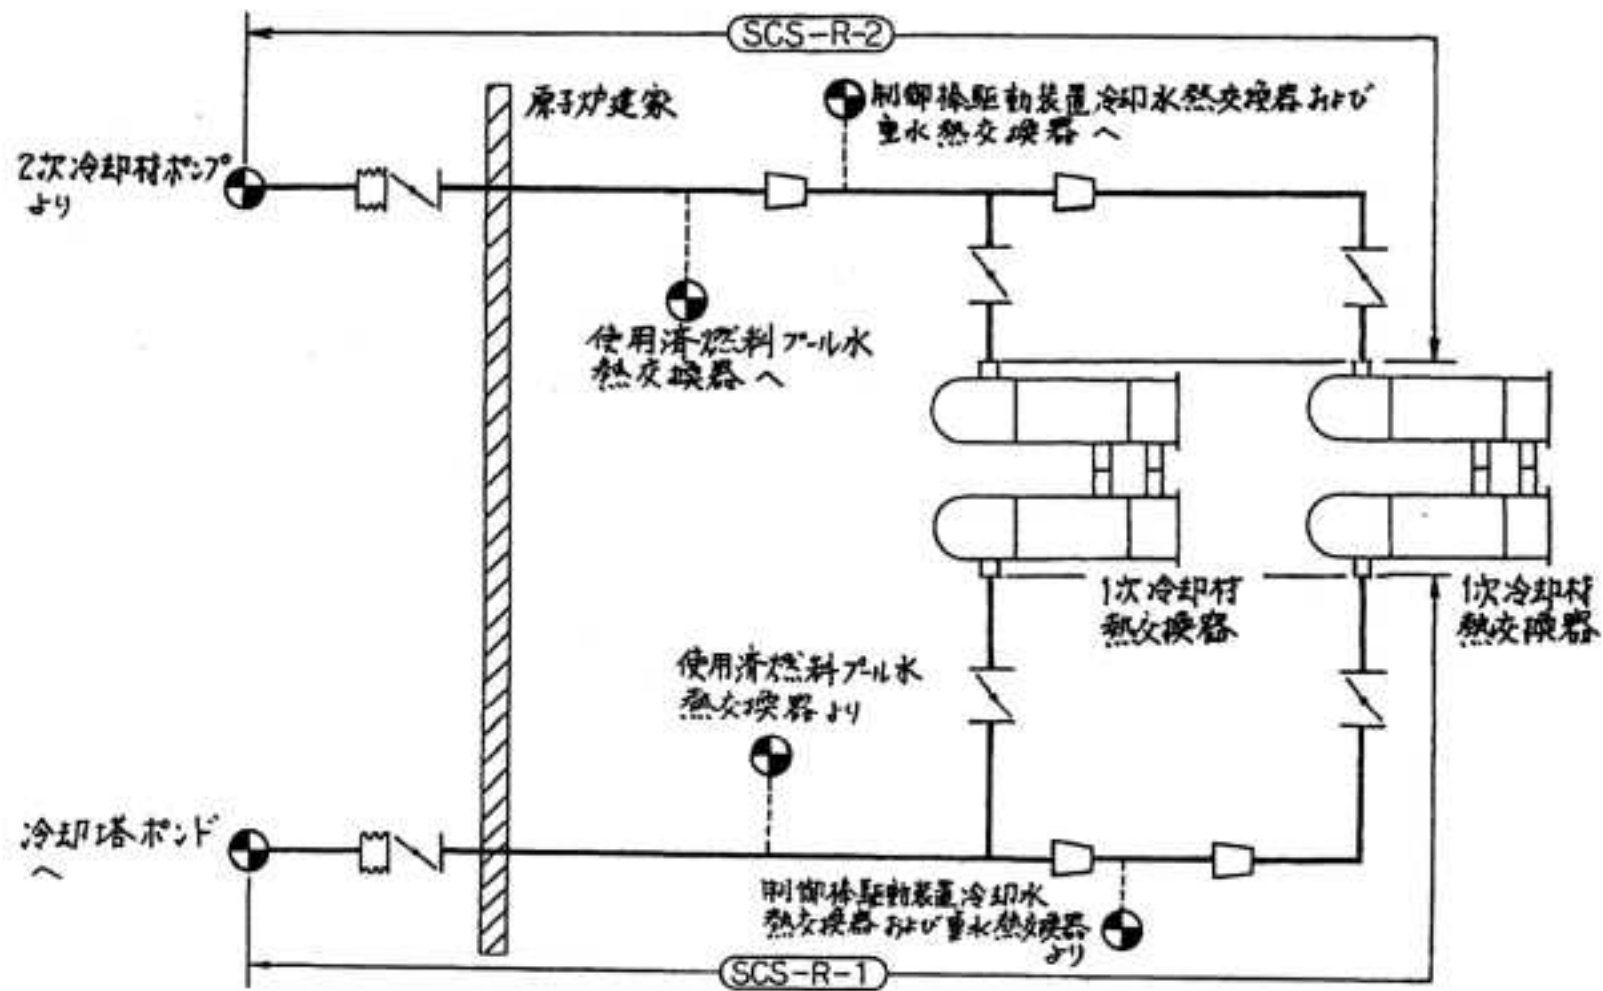 SCS-R-2
原子炉建家
制御棒駆動装置冷却水熱交換器および
重水熱交換器へ
2次冷却材ポンプ
より
使用済燃料プール水
熱交換器へ
1次冷却材
熱交換器
1次冷却材
熱交換器
使用済燃料プール水
熱交換器より
冷却塔ポンド
へ
制御棒駆動装置冷却水
熱交換器および重水熱交換器
より
SCS-R-1